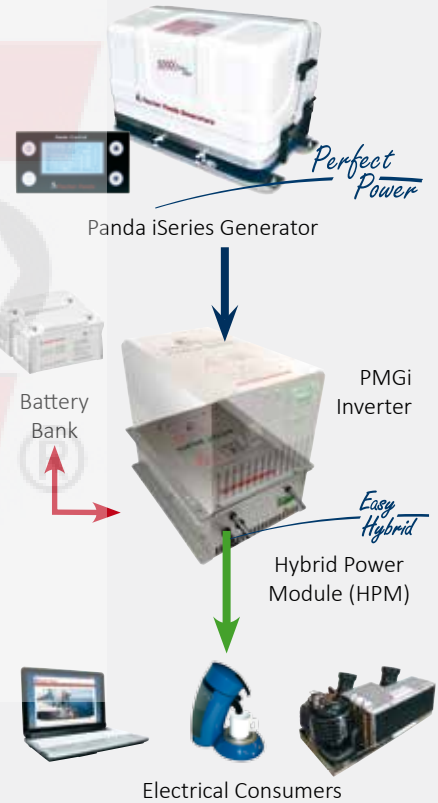 Perfect
Power
Panda iSeries Generator
PMGi
Inverter
Battery
Bank
®
Easy
Hybrid
Hybrid Power
Module (HPM)
Electrical Consumers